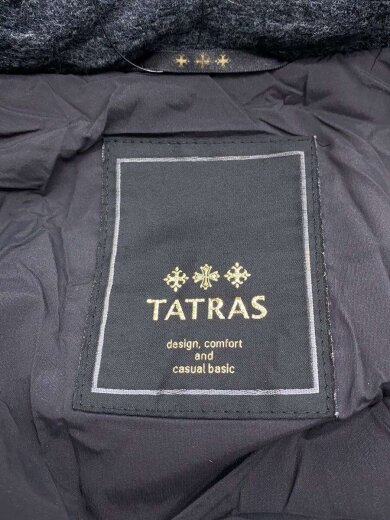 TATRAS
design, comfort
and
casual basic